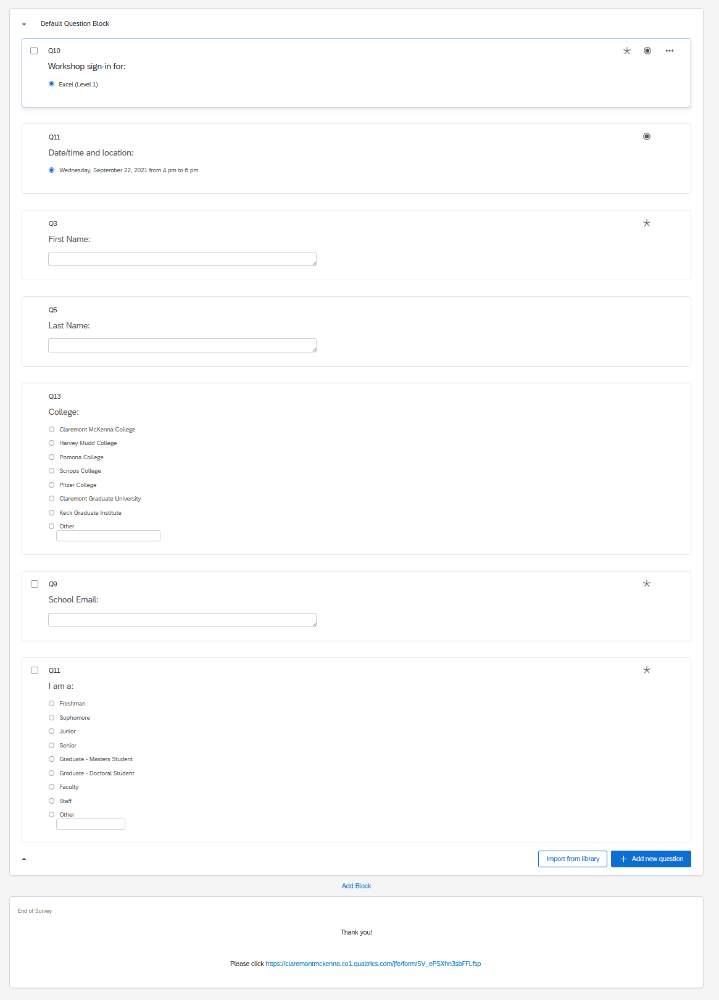 Default Question Block
Q10
Workshop sign-in for:
Excel (Level 1)
Q11
Date/time and location:
Wednesday, September 22, 2021 from 4 pm to 6 pm
Q3
First Name:
Q5
Last Name:
Q13
College:
Claremont McKenna College
Harvey Mudd College
Pomona College
Scripps College
Pitzer College
Claremont Graduate University
Keck Graduate Institute
Other
Q9
School Email:
Q11
I am a:
Freshman
Sophomore
Junior
Senior
Graduate - Masters Student
Graduate - Doctoral Student
Faculty
Staff
Other
Import from library
Add new question
Add Block
End of Survey
Thank you!
Please click https://claremontmckenna.co1.qualtrics.com/jfe/form/SV_ePSXhn3sbFFLfsp